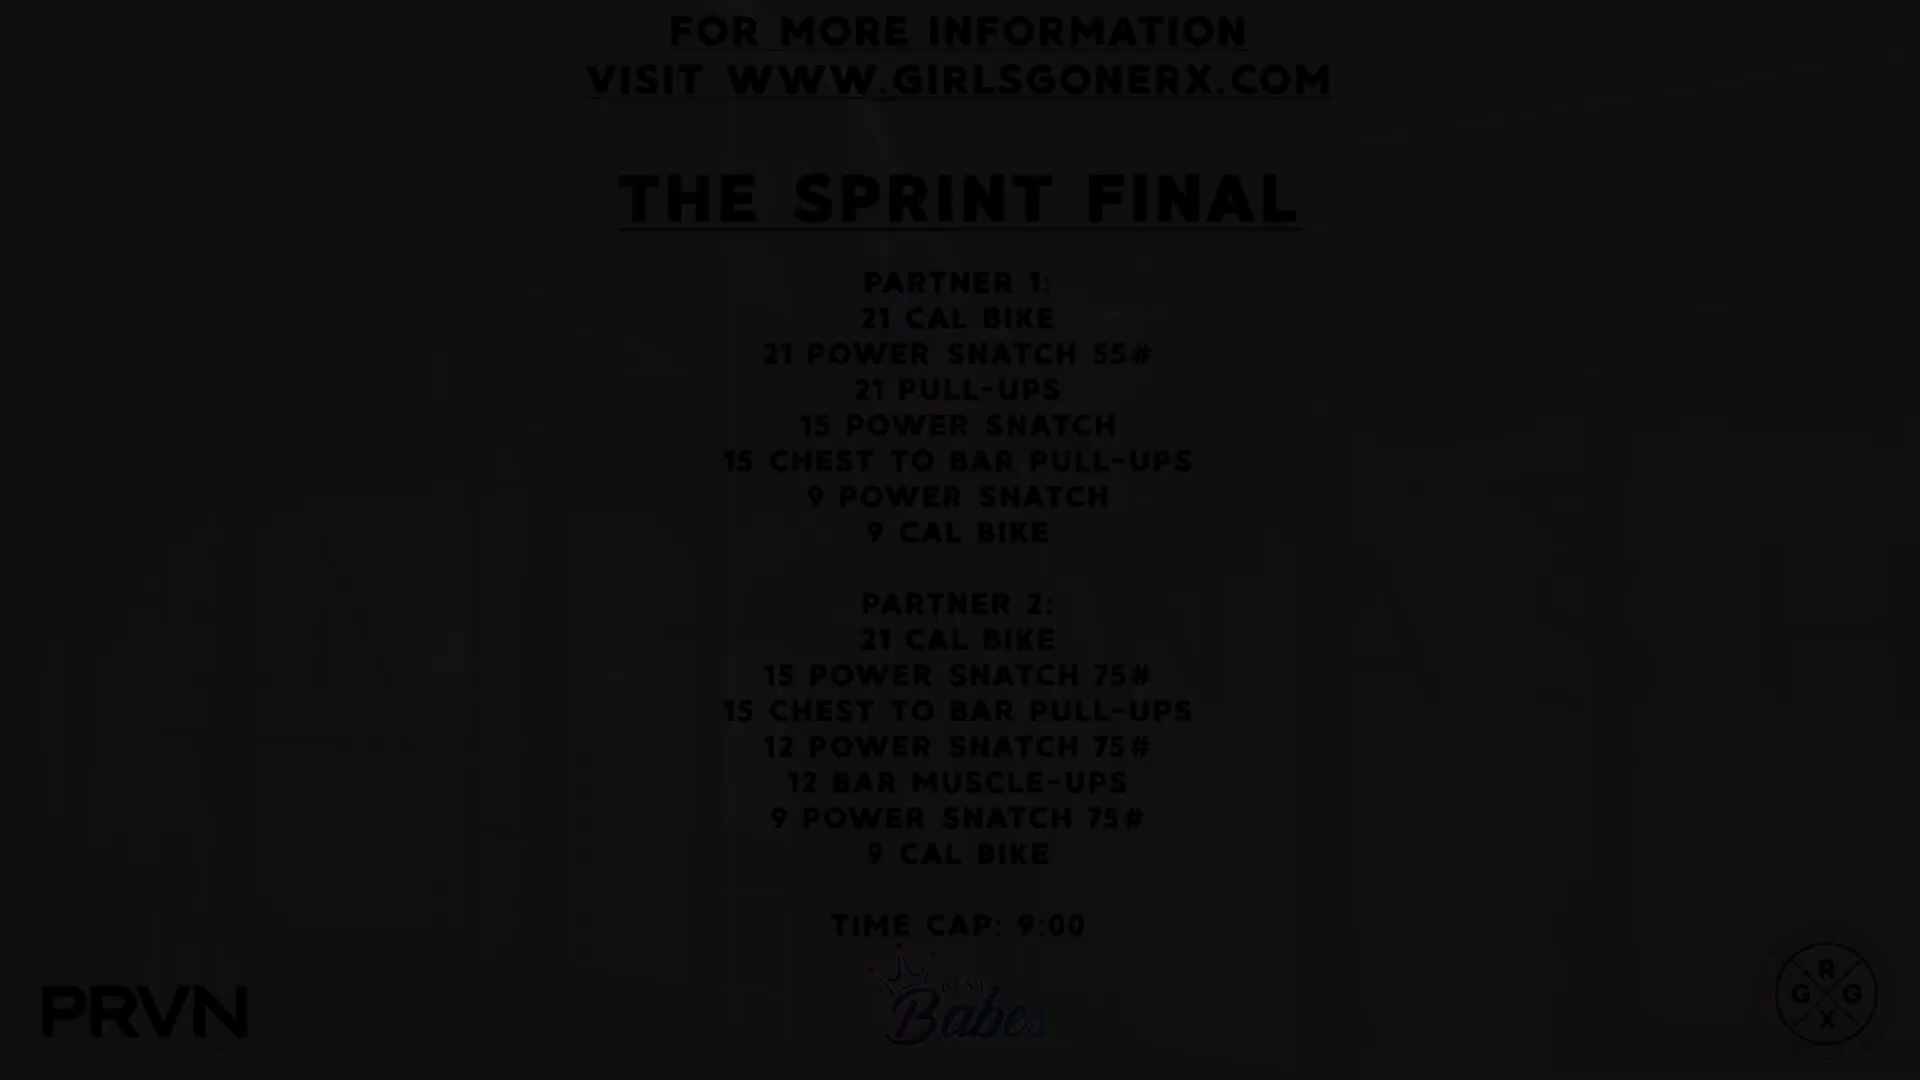 FOR MORE INFORMATION
VISIT WWW.GIRLSGONERX.COM
THE SPRINT FINAL
PARTNER 1:
21 CAL BIKE
21 POWER SNATCH 55#
21 PULL-UPS
15 POWER SNATCH
15 CHEST TO BAR PULL-UPS
9 POWER SNATCH
9 CAL BIKE
PARTNER 2:
21 CAL BIKE
15 POWER SNATCH 75#
15 CHEST TO BAR PULL-UPS
12 POWER SNATCH 75#
12 BAR MUSCLE-UPS
9 POWER SNATCH 75#
9 CAL BIKE
TIME CAP: 9:00
PRVN
Babes
R
G G
X